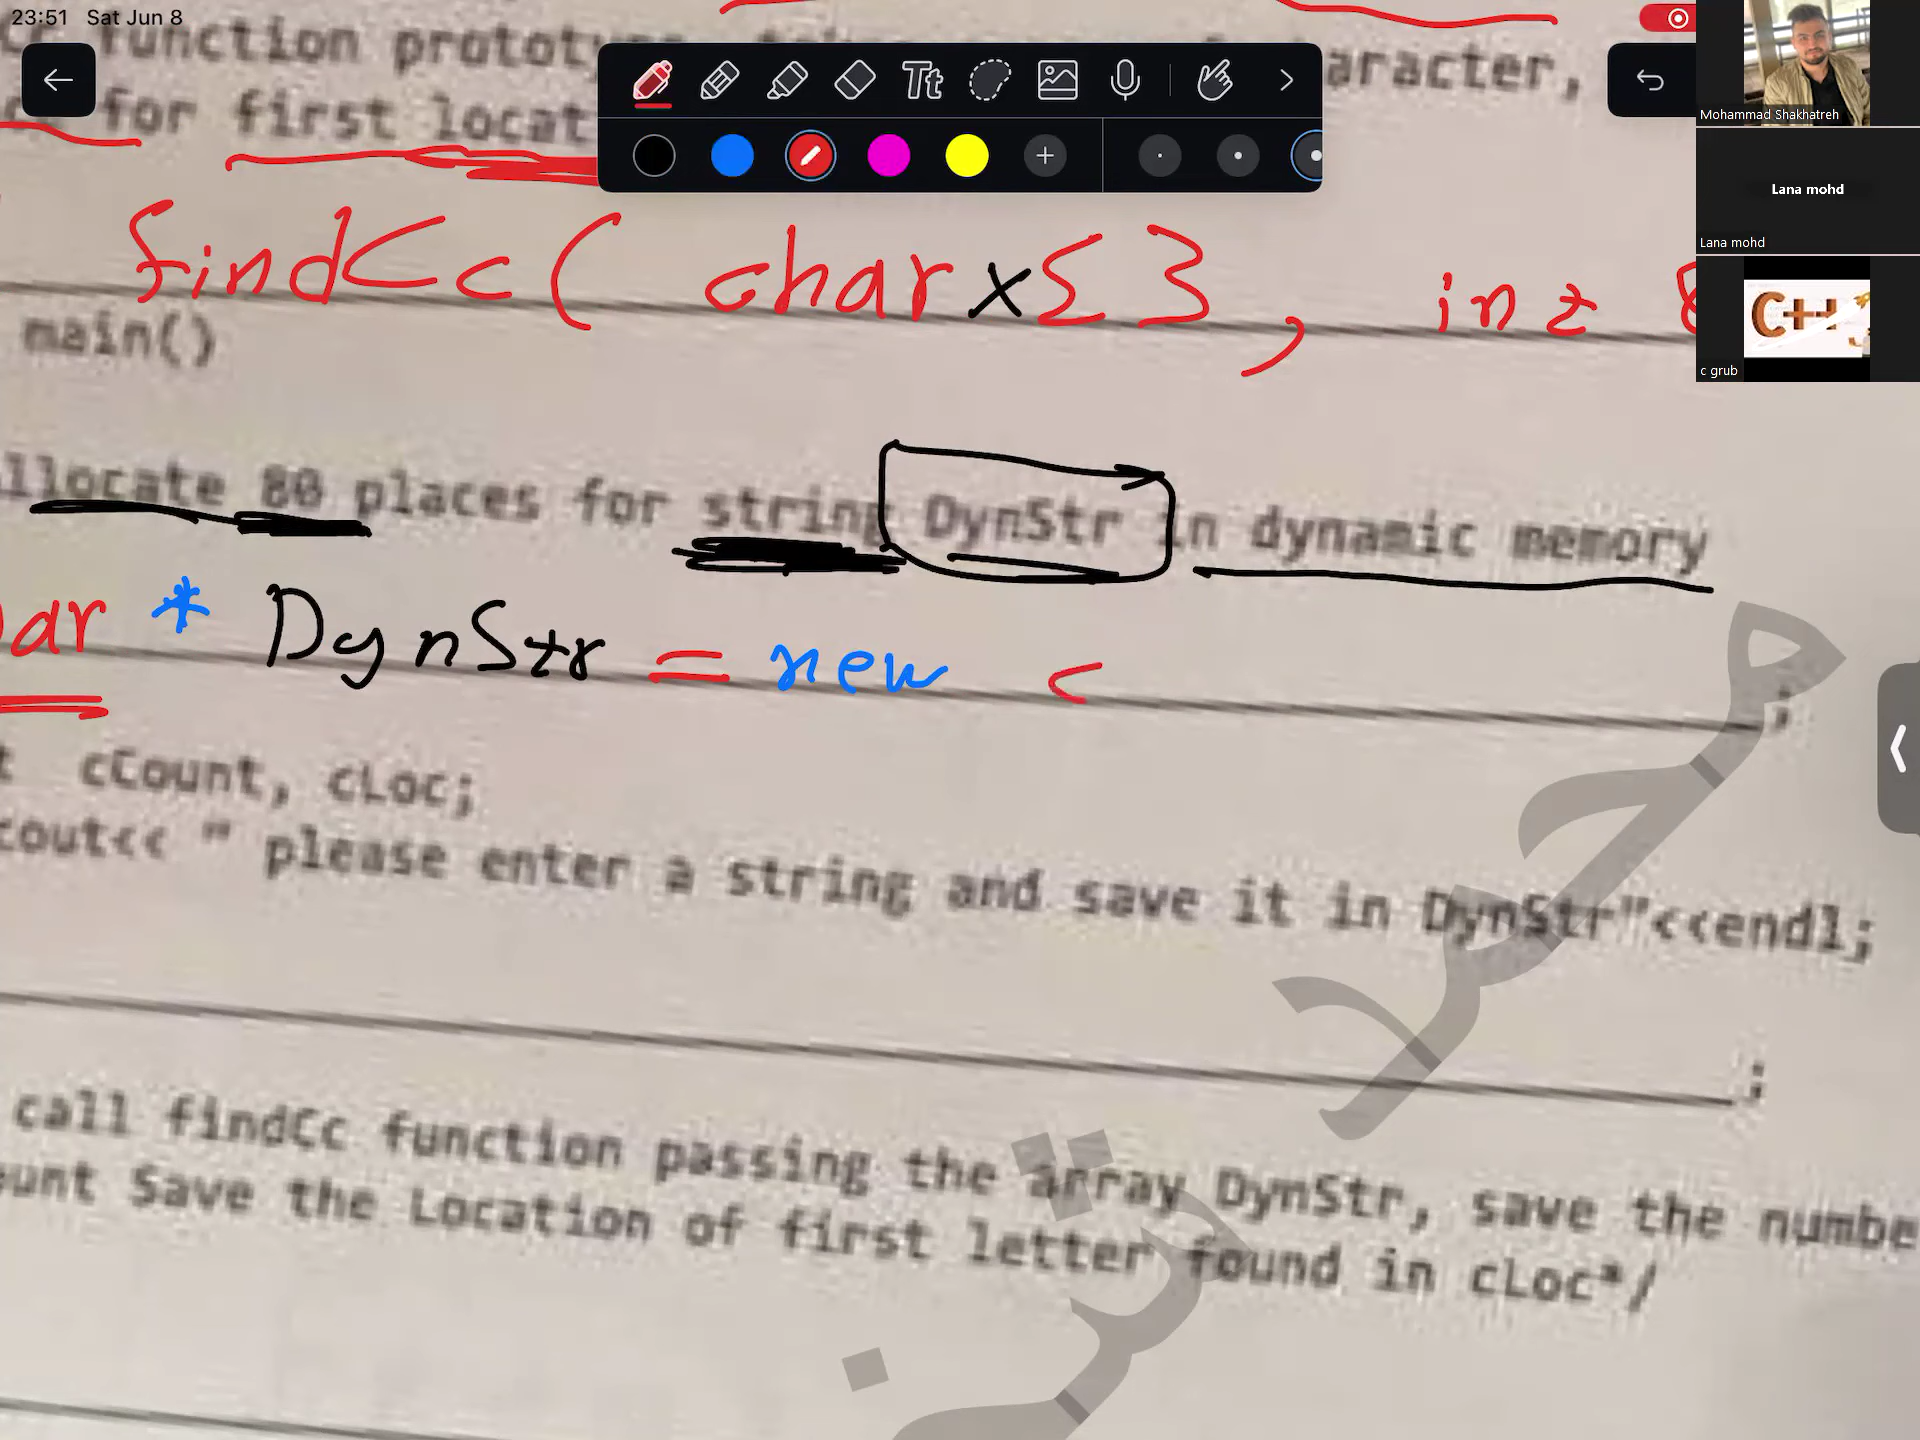 23:51 Sat Jun 8
function prototyp
aracter,
for first locat
Tt
Mohammad Shakhatreh
Lana mohd
Lana mohd
C++
c grub
findCc( char x[ ] , int
main()
llocate 80 places for string DynStr in dynamic memory
ar * DynStr = new c
;
t cCount, cLoc;
cout<< " please enter a string and save it in DynStr"<<endl;
;
call findCc function passing the array DynStr, save the numbe
unt Save the Location of first letter found in cLoc*/
محمد